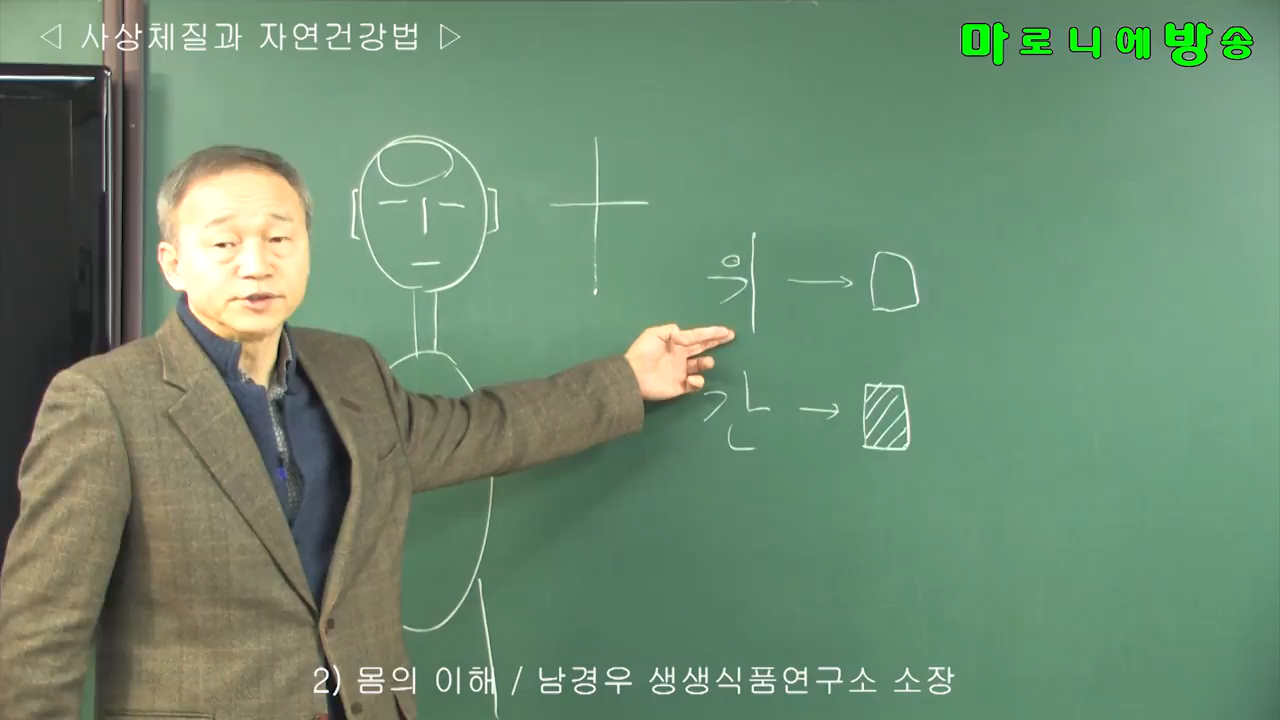 ◁ 사상체질과 자연건강법 ▷
마로니에방송
위 →
간 →
2) 몸의 이해 / 남경우 생생식품연구소 소장